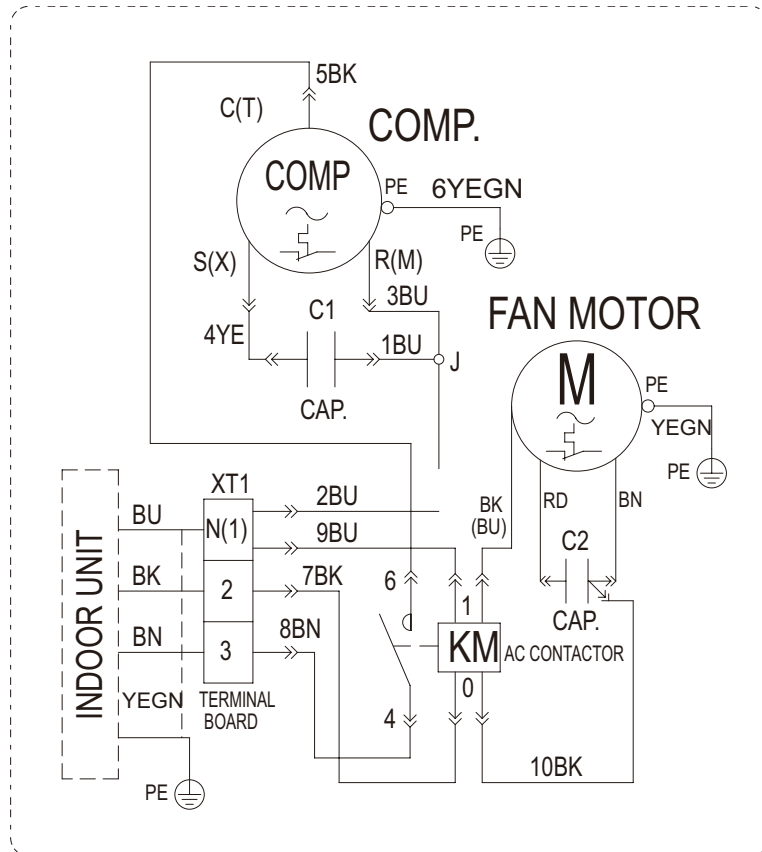 5BK
C(T)
COMP.
COMP
PE
6YEGN
PE
S(X)
R(M)
3BU
C1
4YE
1BU
J
CAP.
FAN MOTOR
M
PE
YEGN
PE
XT1
BU
N(1)
2BU
BK
(BU)
RD
BN
9BU
C2
INDOOR UNIT
BK
2
7BK
6
1
CAP.
BN
3
8BN
KM
AC CONTACTOR
YEGN
TERMINAL
BOARD
4
0
10BK
PE